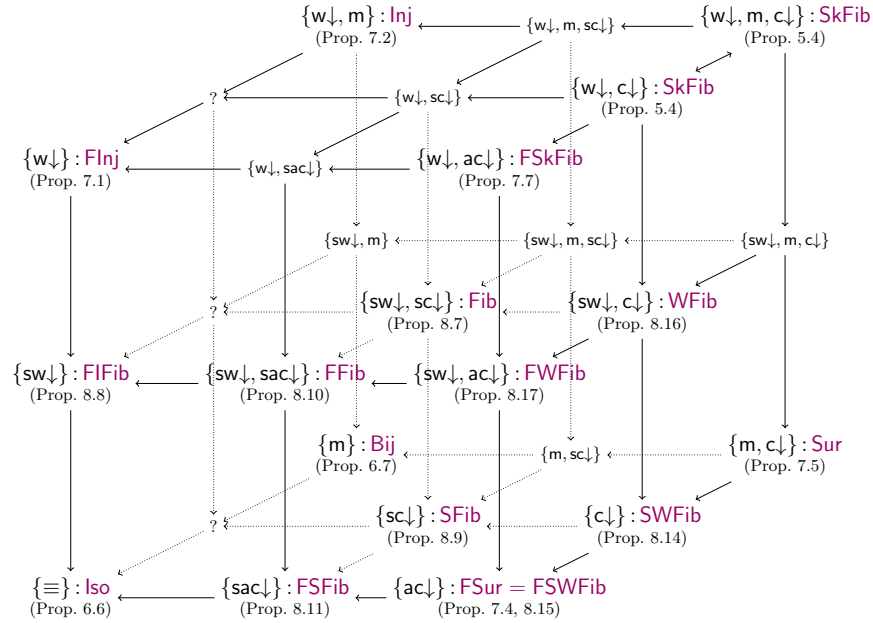 {w↓, m} : Inj
(Prop. 7.2)
{w↓, m, sc↓}
{w↓, m, c↓} : SkFib
(Prop. 5.4)
?
{w↓, sc↓}
{w↓, c↓} : SkFib
(Prop. 5.4)
{w↓} : FInj
(Prop. 7.1)
{w↓, sac↓}
{w↓, ac↓} : FSkFib
(Prop. 7.7)
{sw↓, m}
{sw↓, m, sc↓}
{sw↓, m, c↓}
?
{sw↓, sc↓} : Fib
(Prop. 8.7)
{sw↓, c↓} : WFib
(Prop. 8.16)
{sw↓} : FIFib
(Prop. 8.8)
{sw↓, sac↓} : FFib
(Prop. 8.10)
{sw↓, ac↓} : FWFib
(Prop. 8.17)
{m} : Bij
(Prop. 6.7)
{m, sc↓}
{m, c↓} : Sur
(Prop. 7.5)
?
{sc↓} : SFib
(Prop. 8.9)
{c↓} : SWFib
(Prop. 8.14)
{≡} : Iso
(Prop. 6.6)
{sac↓} : FSFib
(Prop. 8.11)
{ac↓} : FSur = FSWFib
(Prop. 7.4, 8.15)